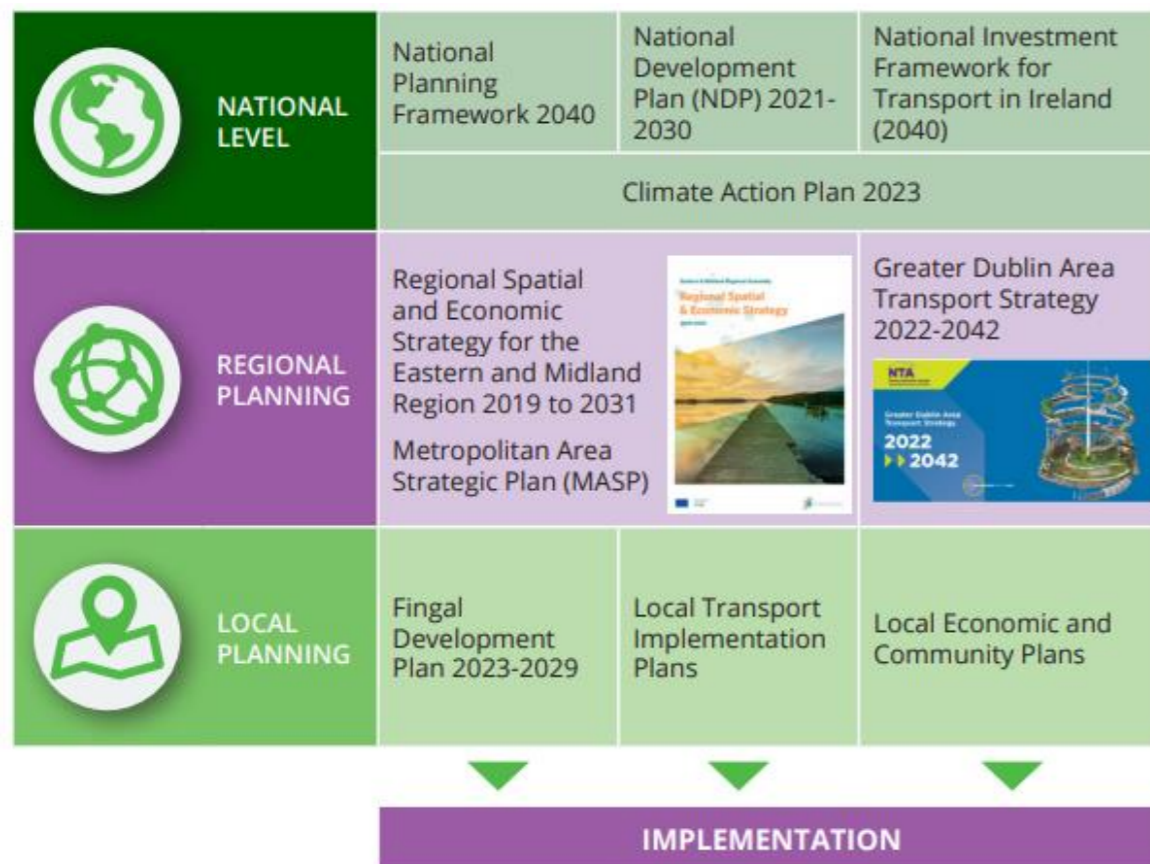 NATIONAL
LEVEL
National
Planning
Framework 2040
National
Development
Plan (NDP) 2021-
2030
National Investment
Framework for
Transport in Ireland
(2040)
Climate Action Plan 2023
REGIONAL
PLANNING
Regional Spatial
and Economic
Strategy for the
Eastern and Midland
Region 2019 to 2031
Metropolitan Area
Strategic Plan (MASP)
Regional Spatial
& Economic Strategy
Greater Dublin Area
Transport Strategy
2022-2042
NTA
Greater Dublin Area
Transport Strategy
2022
2042
LOCAL
PLANNING
Fingal
Development
Plan 2023-2029
Local Transport
Implementation
Plans
Local Economic and
Community Plans
IMPLEMENTATION